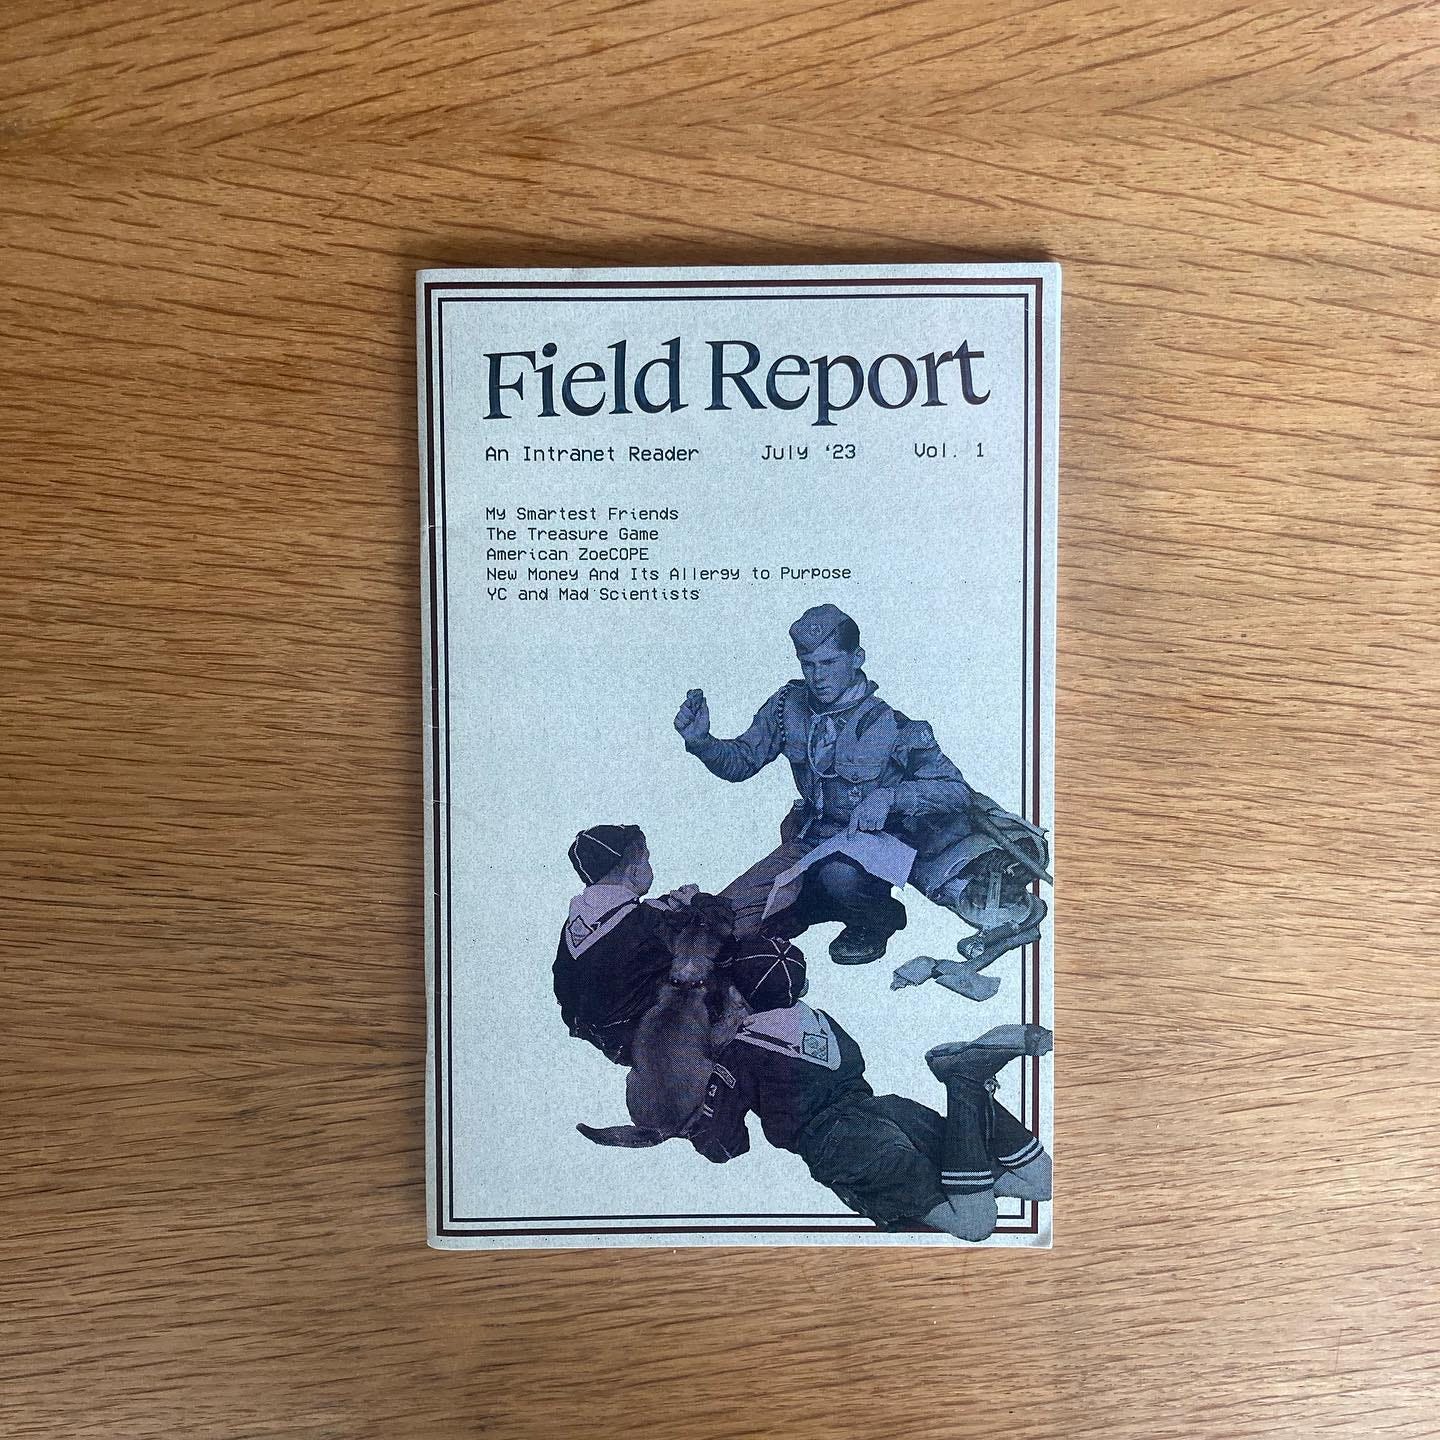 Field Report
An Intranet Reader July ‘23 Vol. 1
My Smartest Friends
The Treasure Game
American ZoeCOPE
New Money And Its Allergy to Purpose
YC and Mad Scientists